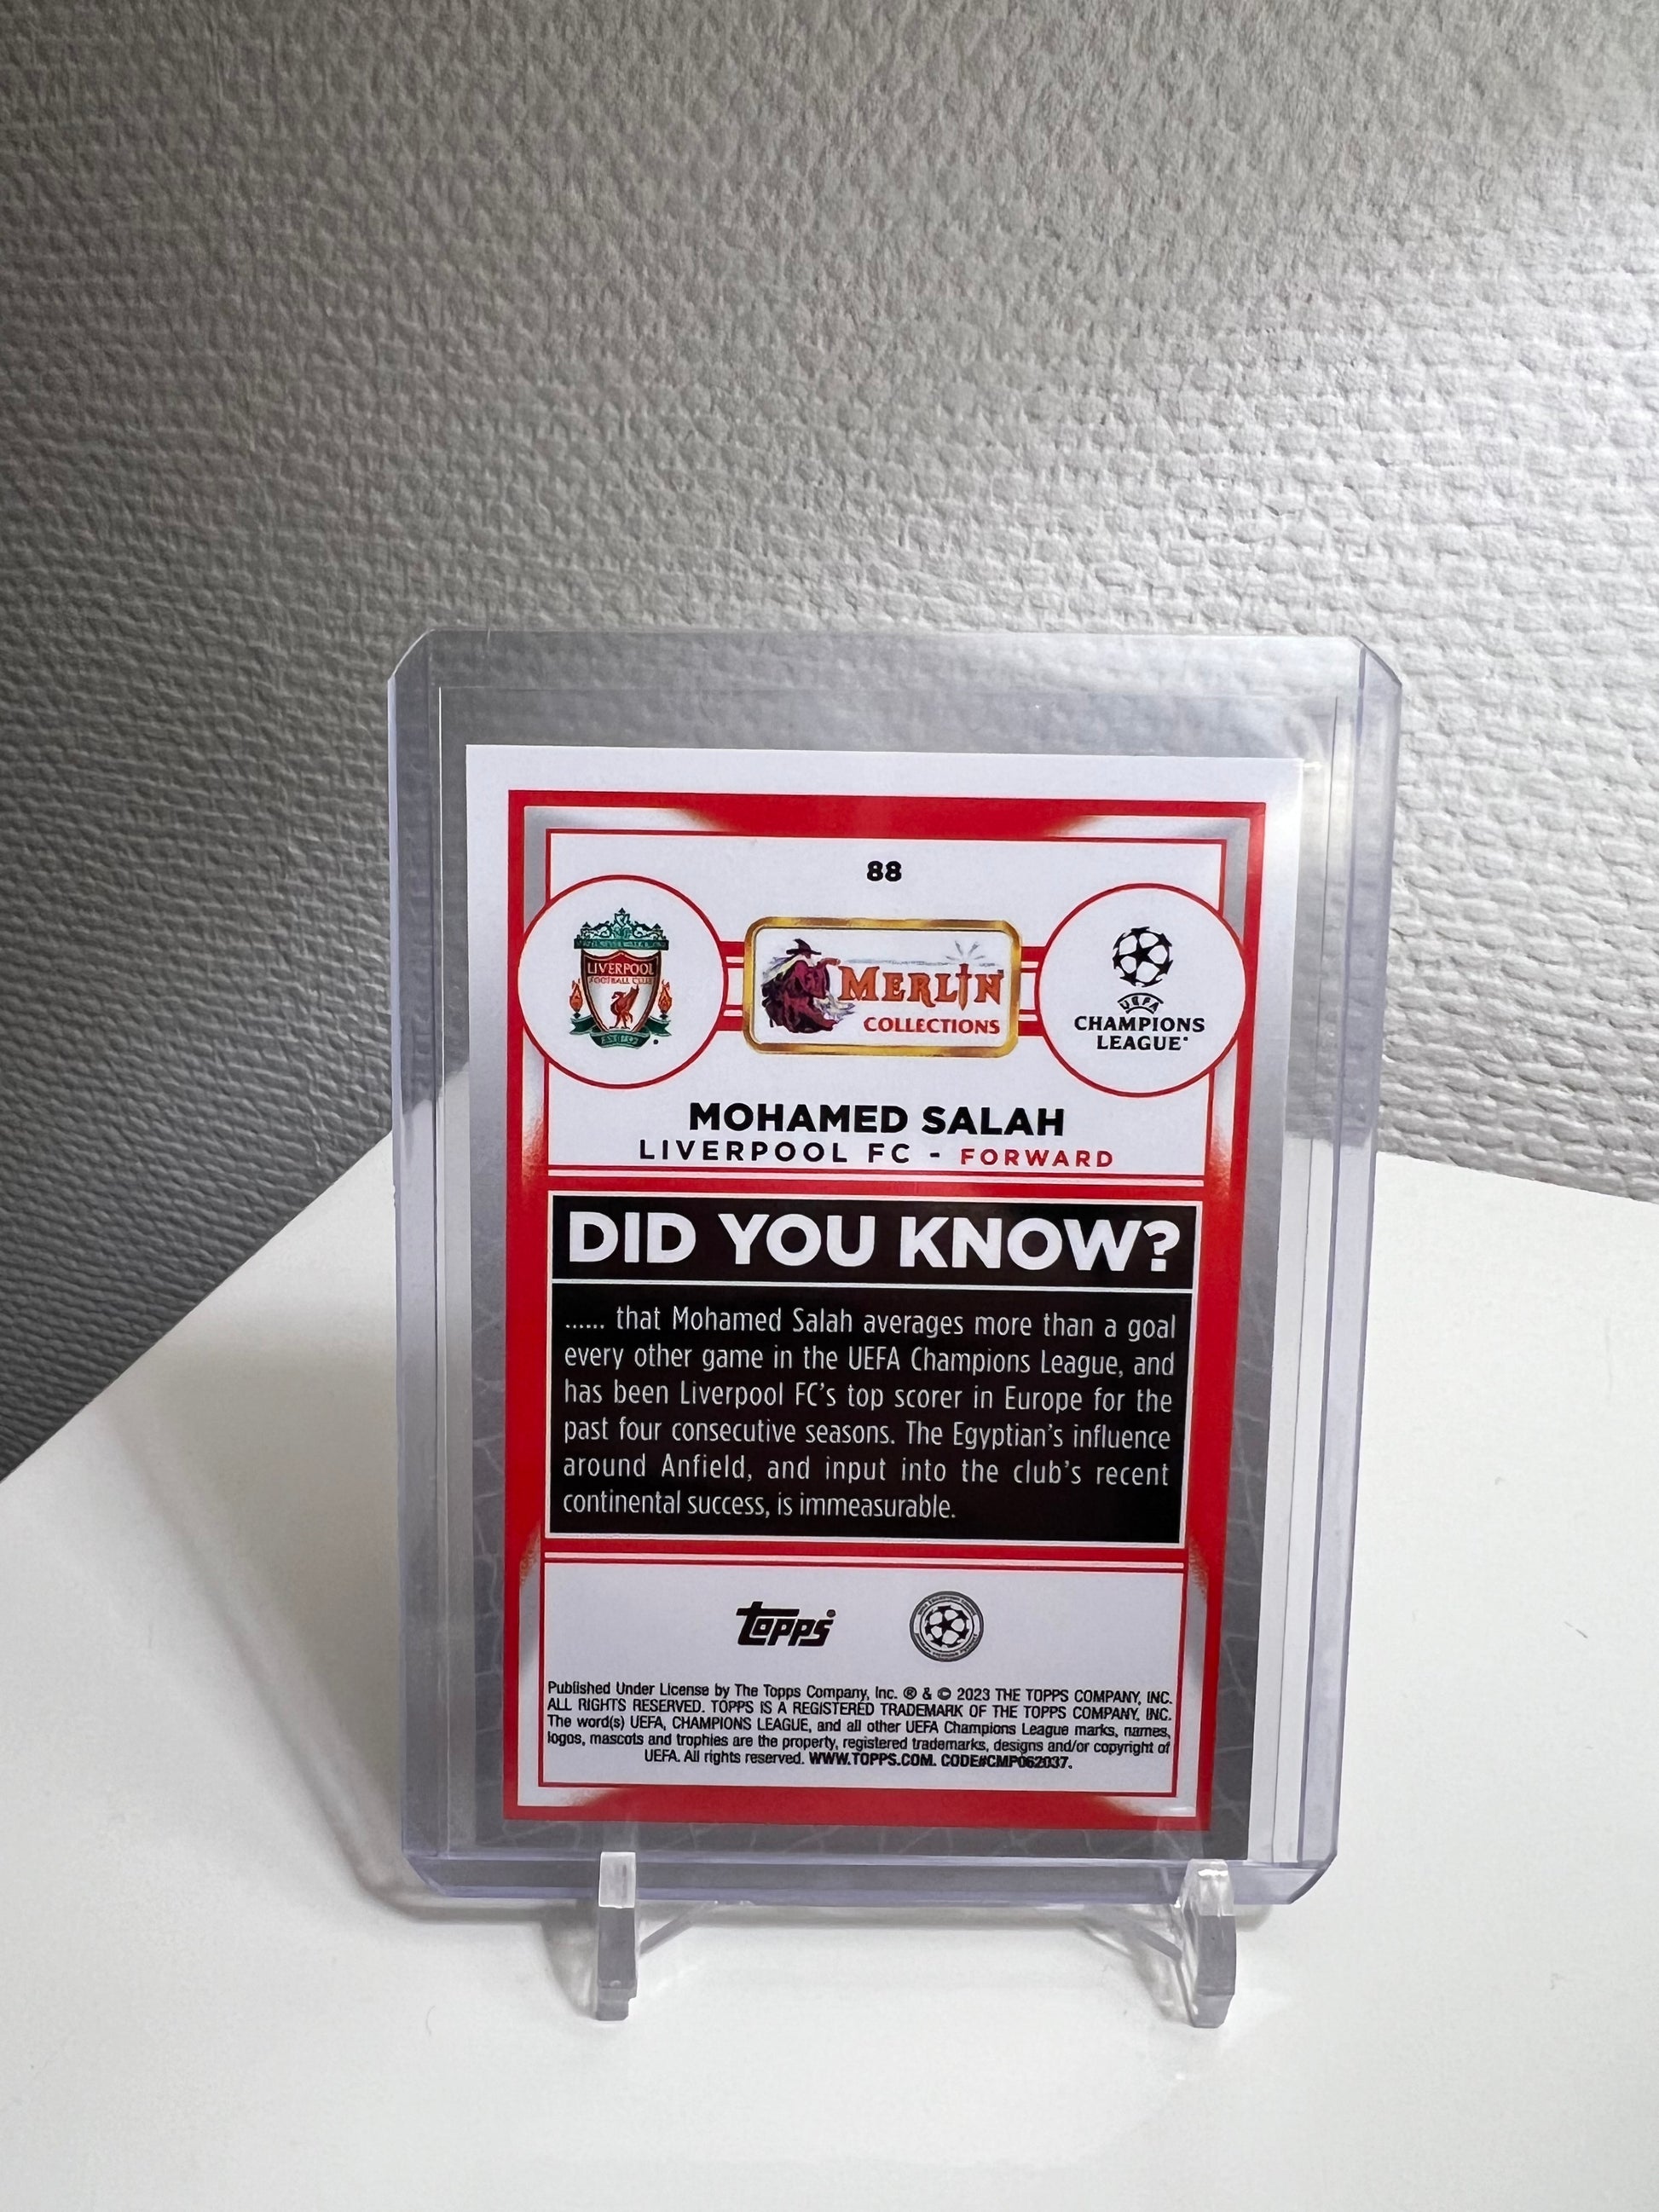 88
LIVERPOOL
FOOTBALL CLUB
EST 1892
MERLIN
COLLECTIONS
UEFA
CHAMPIONS
LEAGUE
MOHAMED SALAH
LIVERPOOL FC - FORWARD
DID YOU KNOW?
...... that Mohamed Salah averages more than a goal
every other game in the UEFA Champions League, and
has been Liverpool FC's top scorer in Europe for the
past four consecutive seasons. The Egyptian's influence
around Anfield, and input into the club's recent
continental success, is immeasurable.
topps
Published Under License by The Topps Company, Inc. ® & © 2023 THE TOPPS COMPANY, INC.
ALL RIGHTS RESERVED. TOPPS IS A REGISTERED TRADEMARK OF THE TOPPS COMPANY, INC.
The word(s) UEFA, CHAMPIONS LEAGUE, and all other UEFA Champions League marks, names,
logos, mascots and trophies are the property, registered trademarks, designs and/or copyright of
UEFA. All rights reserved. WWW.TOPPS.COM. CODE#CMP062037.